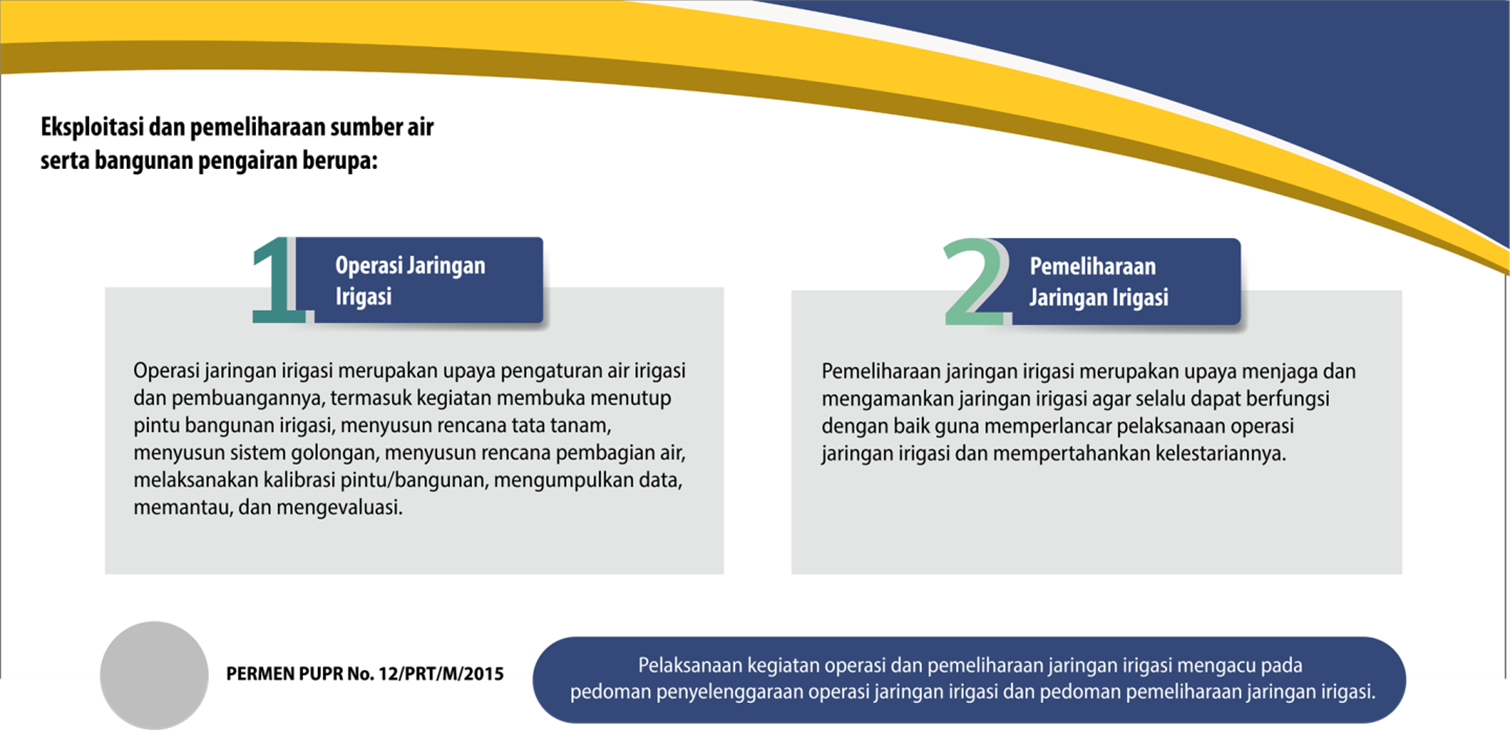 Eksploitasi dan pemeliharaan sumber air
serta bangunan pengairan berupa:
1
Operasi Jaringan
Irigasi
Operasi jaringan irigasi merupakan upaya pengaturan air irigasi
dan pembuangannya, termasuk kegiatan membuka menutup
pintu bangunan irigasi, menyusun rencana tata tanam,
menyusun sistem golongan, menyusun rencana pembagian air,
melaksanakan kalibrasi pintu/bangunan, mengumpulkan data,
memantau, dan mengevaluasi.
2
Pemeliharaan
Jaringan Irigasi
Pemeliharaan jaringan irigasi merupakan upaya menjaga dan
mengamankan jaringan irigasi agar selalu dapat berfungsi
dengan baik guna memperlancar pelaksanaan operasi
jaringan irigasi dan mempertahankan kelestariannya.
PERMEN PUPR No. 12/PRT/M/2015
Pelaksanaan kegiatan operasi dan pemeliharaan jaringan irigasi mengacu pada
pedoman penyelenggaraan operasi jaringan irigasi dan pedoman pemeliharaan jaringan irigasi.